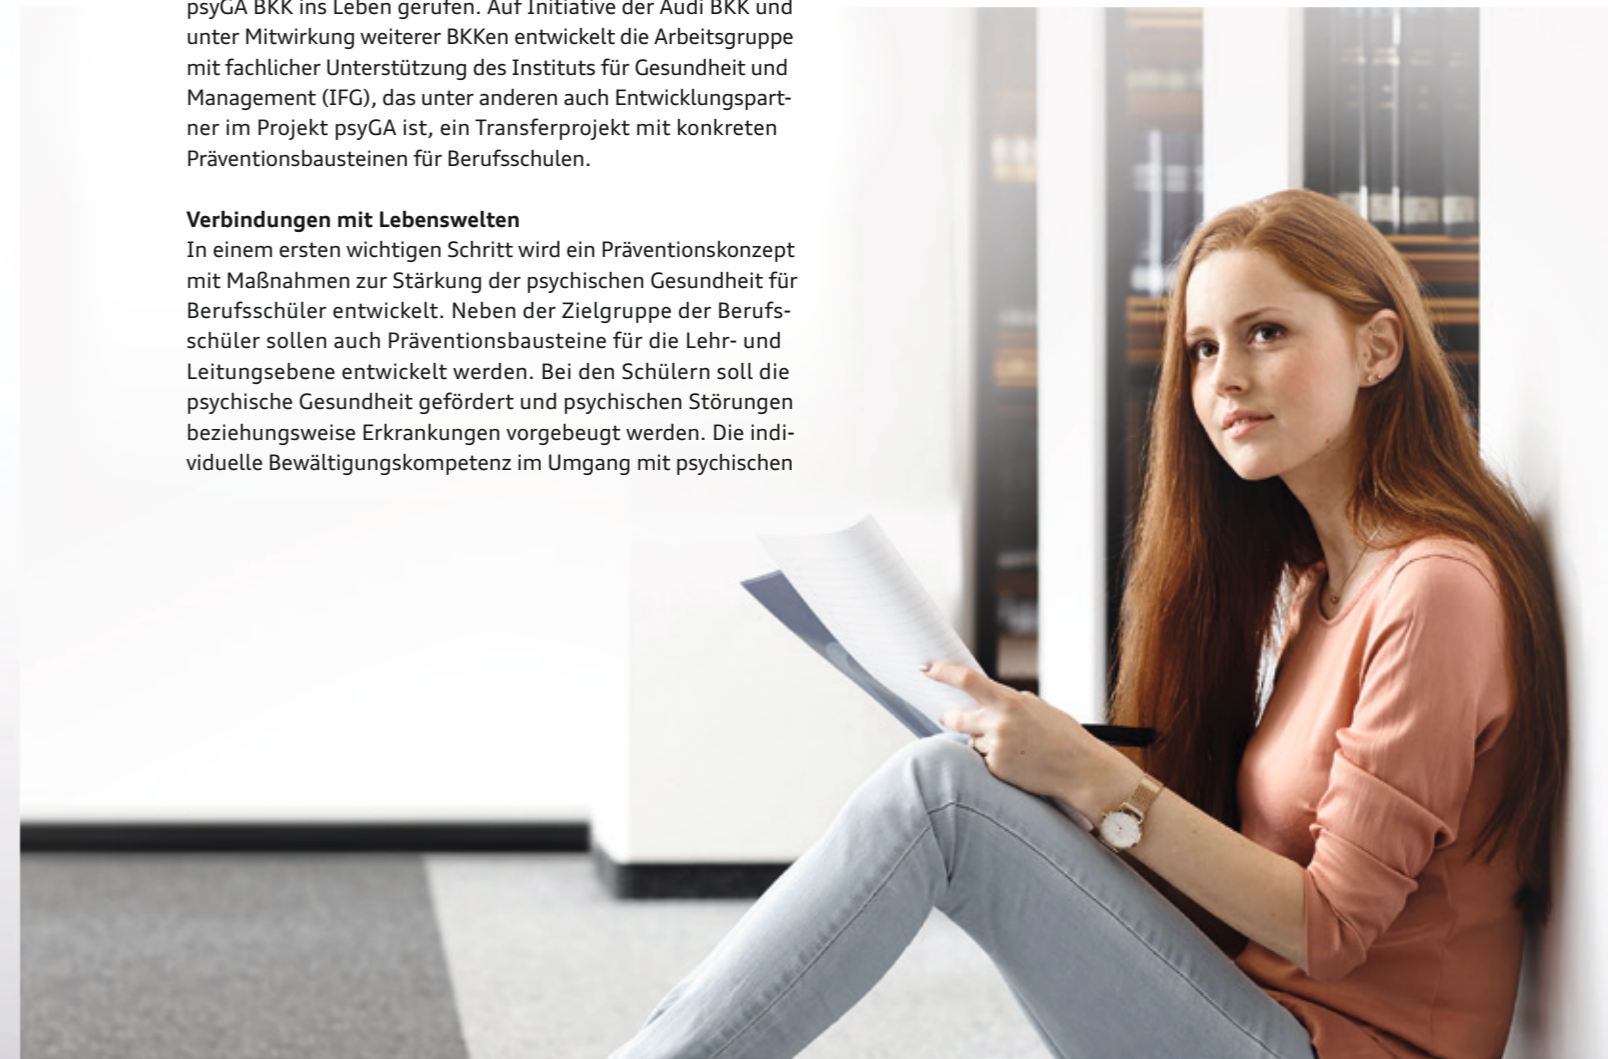 psyGA BKK ins Leben gerufen. Auf Initiative der Audi BKK und
unter Mitwirkung weiterer BKKen entwickelt die Arbeitsgruppe
mit fachlicher Unterstützung des Instituts für Gesundheit und
Management (IFG), das unter anderen auch Entwicklungspart-
ner im Projekt psyGA ist, ein Transferprojekt mit konkreten
Präventionsbausteinen für Berufsschulen.
Verbindungen mit Lebenswelten
In einem ersten wichtigen Schritt wird ein Präventionskonzept
mit Maßnahmen zur Stärkung der psychischen Gesundheit für
Berufsschüler entwickelt. Neben der Zielgruppe der Berufs-
schüler sollen auch Präventionsbausteine für die Lehr- und
Leitungsebene entwickelt werden. Bei den Schülern soll die
psychische Gesundheit gefördert und psychischen Störungen
beziehungsweise Erkrankungen vorgebeugt werden. Die indi-
viduelle Bewältigungskompetenz im Umgang mit psychischen